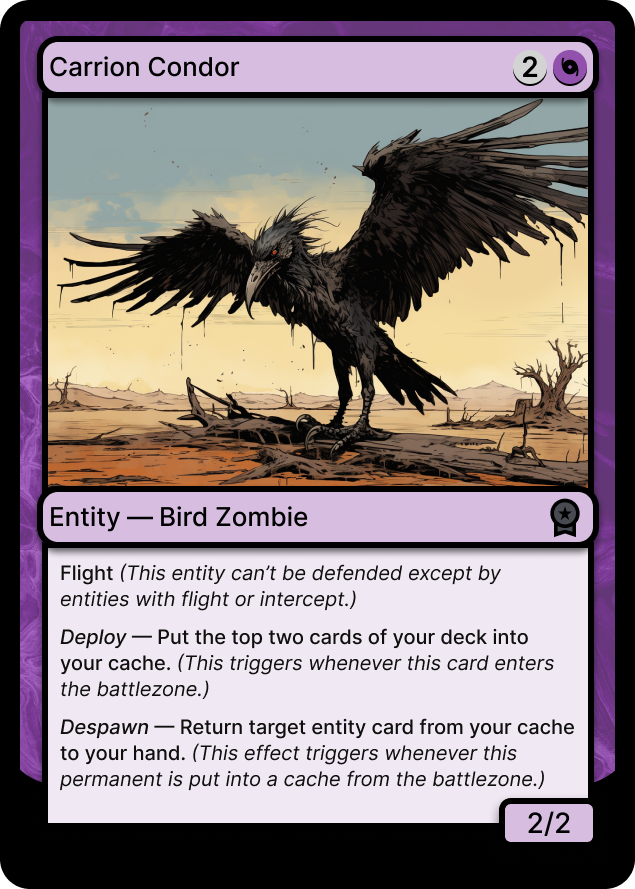 Carrion Condor 2
Entity — Bird Zombie
Flight (This entity can’t be defended except by
entities with flight or intercept.)
Deploy — Put the top two cards of your deck into
your cache. (This triggers whenever this card enters
the battlezone.)
Despawn — Return target entity card from your cache
to your hand. (This effect triggers whenever this
permanent is put into a cache from the battlezone.)
2/2